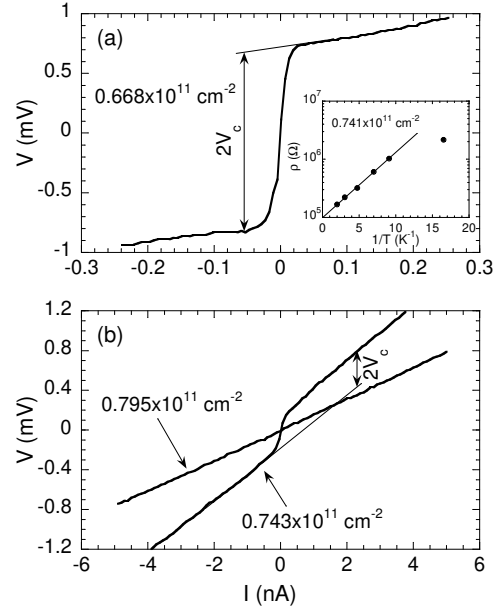 (a)
1
0.5
0
-0.5
-1
V (mV)
0.668x10¹¹ cm⁻²
2Vc
-0.3 -0.2 -0.1 0 0.1 0.2 0.3
10⁷
10⁶
10⁵
ρ (Ω)
0.741x10¹¹ cm⁻²
0 5 10 15 20
1/T (K⁻¹)
(b)
1.2
0.8
0.4
0
-0.4
-0.8
-1.2
V (mV)
2Vc
0.795x10¹¹ cm⁻²
0.743x10¹¹ cm⁻²
-6 -4 -2 0 2 4 6
I (nA)